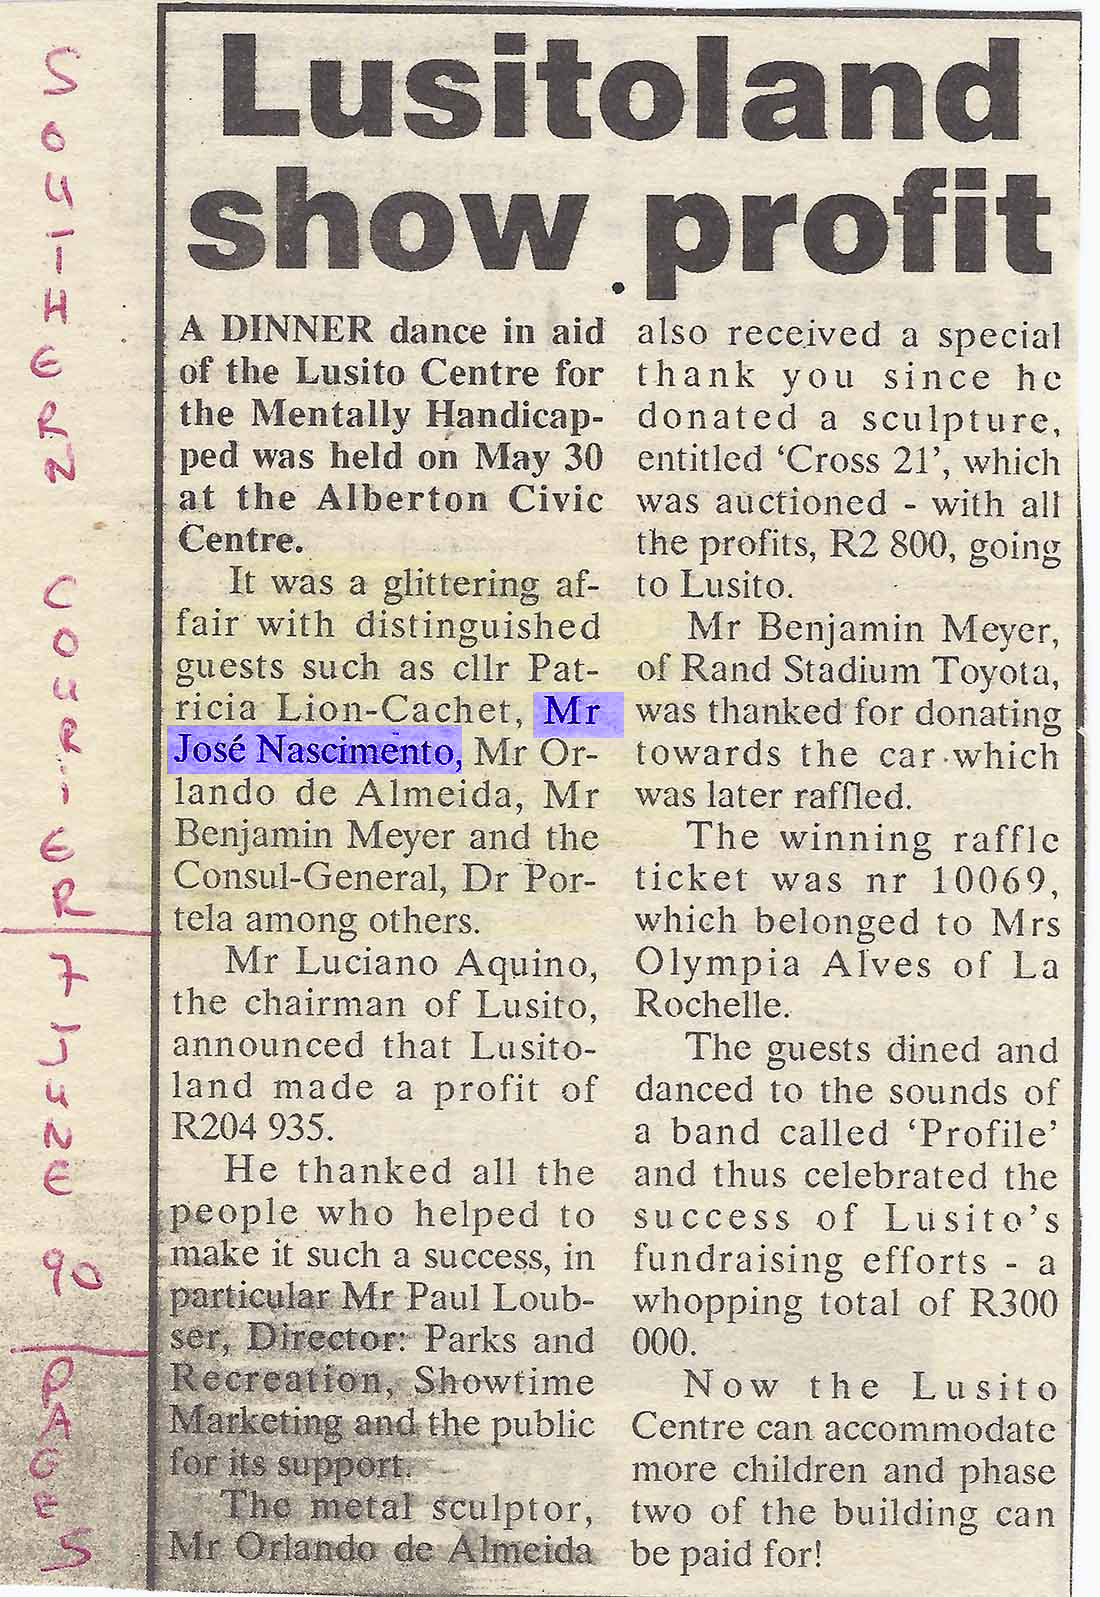 SOUTHERN COURIER
7 JUNE 90
PAGE 5
Lusitoland
show profit
A DINNER dance in aid
of the Lusito Centre for
the Mentally Handicap-
ped was held on May 30
at the Alberton Civic
Centre.
It was a glittering af-
fair with distinguished
guests such as cllr Pat-
ricia Lion-Cachet, Mr
José Nascimento, Mr Or-
lando de Almeida, Mr
Benjamin Meyer and the
Consul-General, Dr Por-
tela among others.
Mr Luciano Aquino,
the chairman of Lusito,
announced that Lusito-
land made a profit of
R204 935.
He thanked all the
people who helped to
make it such a success, in
particular Mr Paul Loub-
ser, Director: Parks and
Recreation, Showtime
Marketing and the public
for its support.
The metal sculptor,
Mr Orlando de Almeida
also received a special
thank you since he
donated a sculpture,
entitled ‘Cross 21’, which
was auctioned - with all
the profits, R2 800, going
to Lusito.
Mr Benjamin Meyer,
of Rand Stadium Toyota,
was thanked for donating
towards the car which
was later raffled.
The winning raffle
ticket was nr 10069,
which belonged to Mrs
Olympia Alves of La
Rochelle.
The guests dined and
danced to the sounds of
a band called ‘Profile’
and thus celebrated the
success of Lusito’s
fundraising efforts - a
whopping total of R300
000.
Now the Lusito
Centre can accommodate
more children and phase
two of the building can
be paid for!